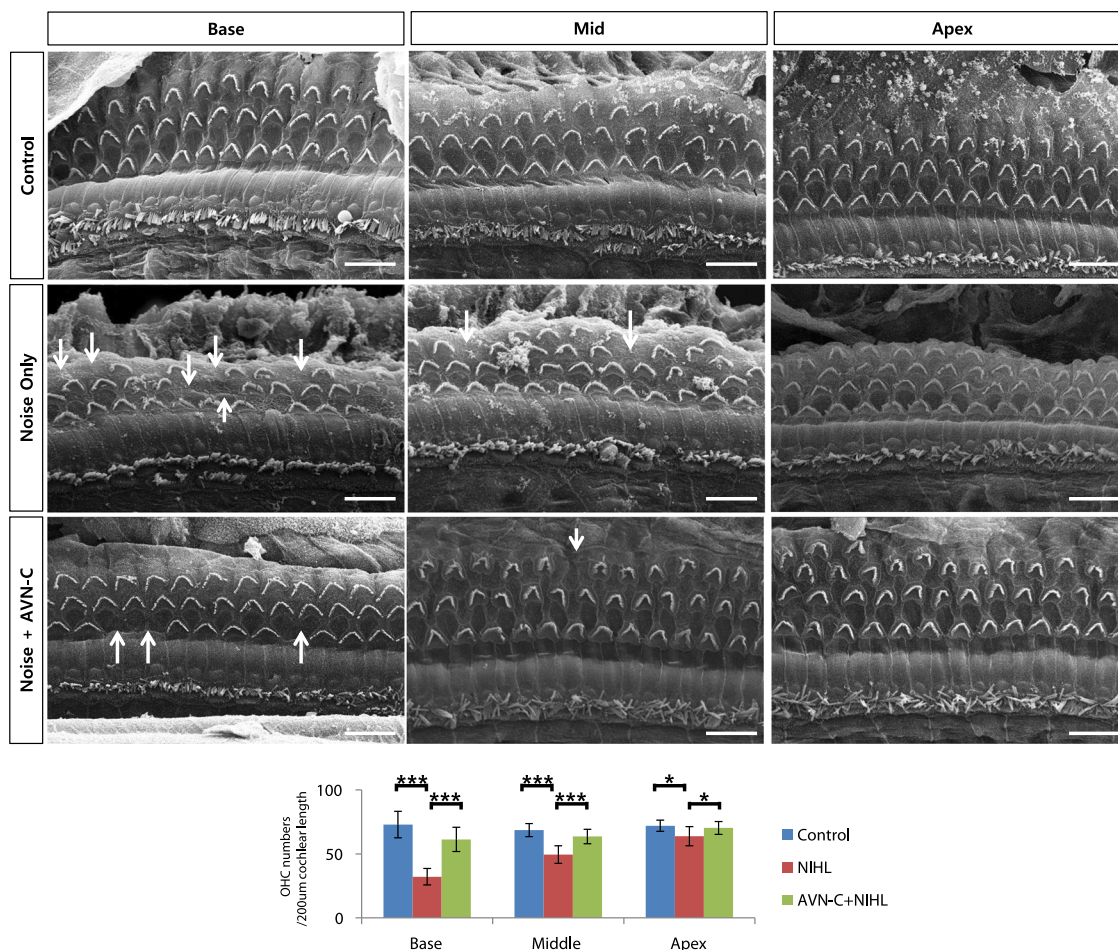 Base
Mid
Apex
Control
Noise Only
Noise + AVN-C
OHC numbers
/200um cochlear length
100
50
0
***
***
***
***
*
*
Base
Middle
Apex
Control
NIHL
AVN-C+NIHL